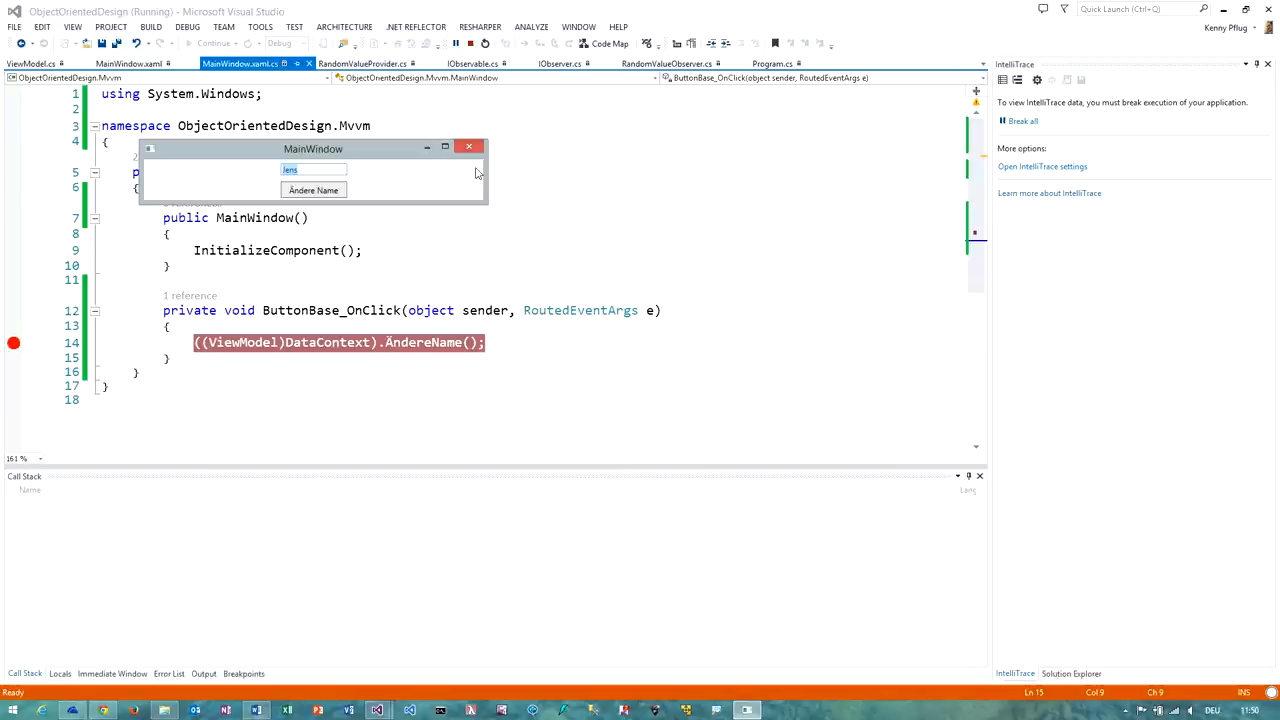 ObjectOrientedDesign (Running) - Microsoft Visual Studio
Quick Launch (Ctrl+Q)
FILE EDIT VIEW PROJECT BUILD DEBUG TEAM TOOLS TEST ARCHITECTURE .NET REFLECTOR RESHARPER ANALYZE WINDOW HELP
Kenny Pflug
Continue Debug Code Map
ViewModel.cs MainWindow.xaml MainWindow.xaml.cs RandomValueProvider.cs IObservable.cs IObserver.cs RandomValueObserver.cs Program.cs
ObjectOrientedDesign.Mvvm ObjectOrientedDesign.Mvvm.MainWindow ButtonBase_OnClick(object sender, RoutedEventArgs e)
1 using System.Windows;
2
3 namespace ObjectOrientedDesign.Mvvm
4 {
MainWindow
Jens
Ändere Name
5 p
6 {
7 public MainWindow()
8 {
9 InitializeComponent();
10 }
11
1 reference
12 private void ButtonBase_OnClick(object sender, RoutedEventArgs e)
13 {
14 ((ViewModel)DataContext).ÄndereName();
15 }
16 }
17 }
18
161 %
Call Stack
Name Lang
Call Stack Locals Immediate Window Error List Output Breakpoints
IntelliTrace
To view IntelliTrace data, you must break execution of your application.
Break all
More options:
Open IntelliTrace settings
Learn more about IntelliTrace
IntelliTrace Solution Explorer
Ready Ln 15 Col 9 Ch 9 INS
DEU 11:50